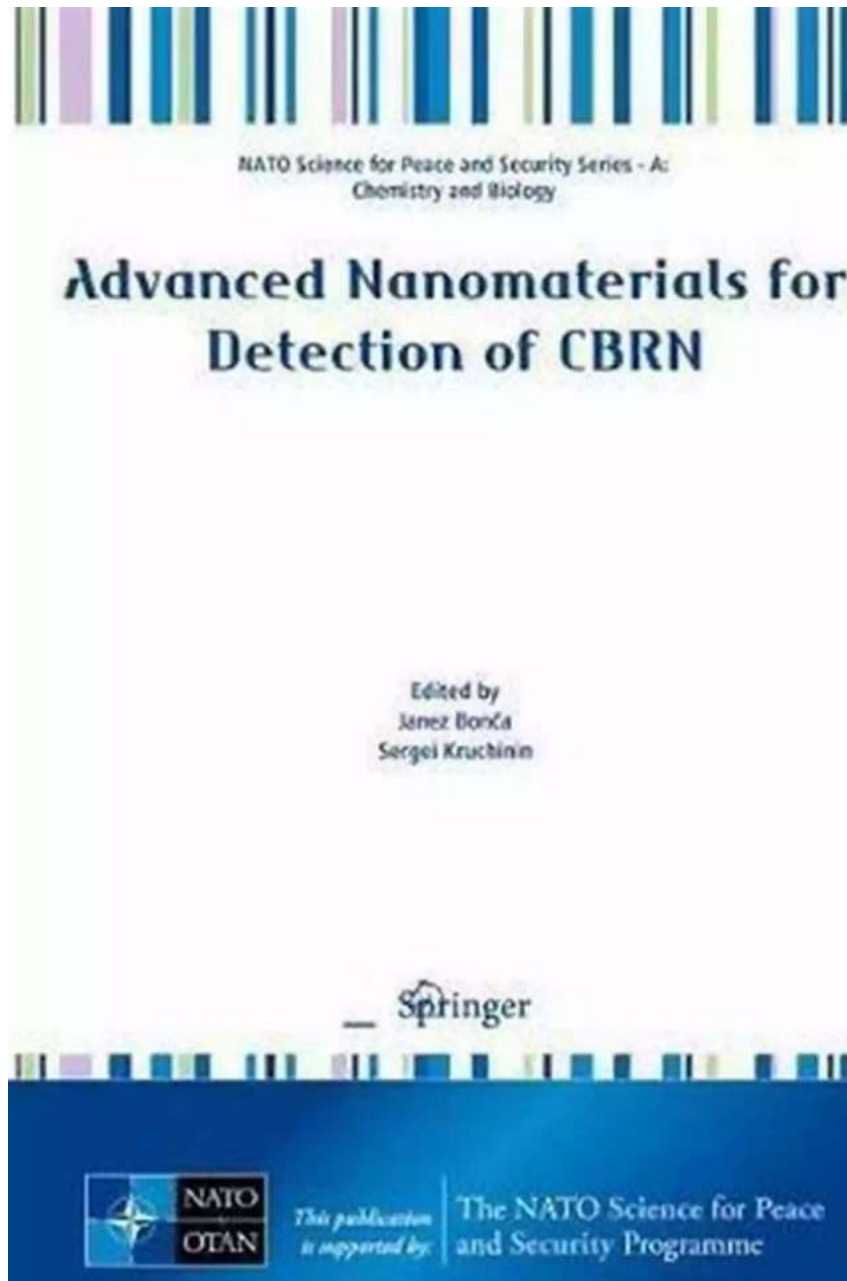 NATO Science for Peace and Security Series - A:
Chemistry and Biology
Advanced Nanomaterials for
Detection of CBRN
Edited by
Janez Bonča
Sergei Kruchinin
Springer
NATO
OTAN
This publication
is supported by:
The NATO Science for Peace
and Security Programme